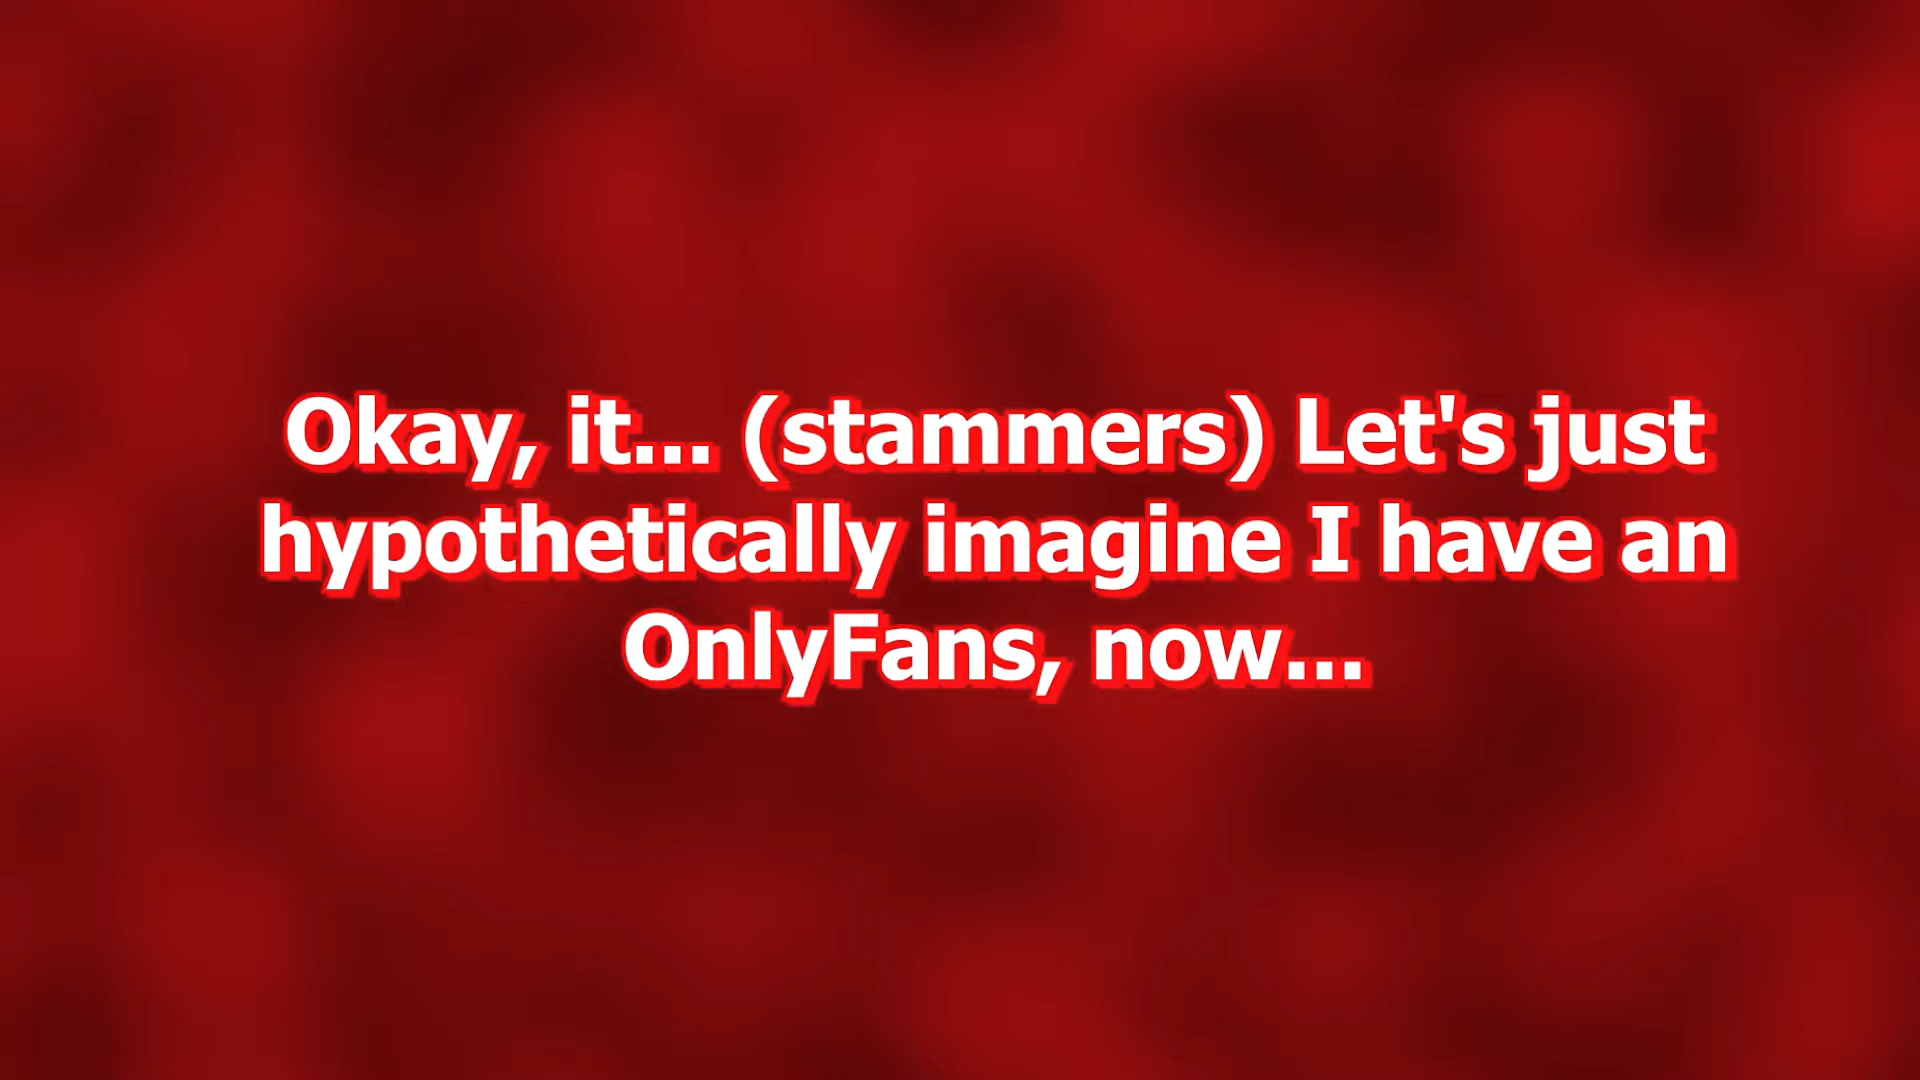 Okay, it... (stammers) Let's just
hypothetically imagine I have an
OnlyFans, now...